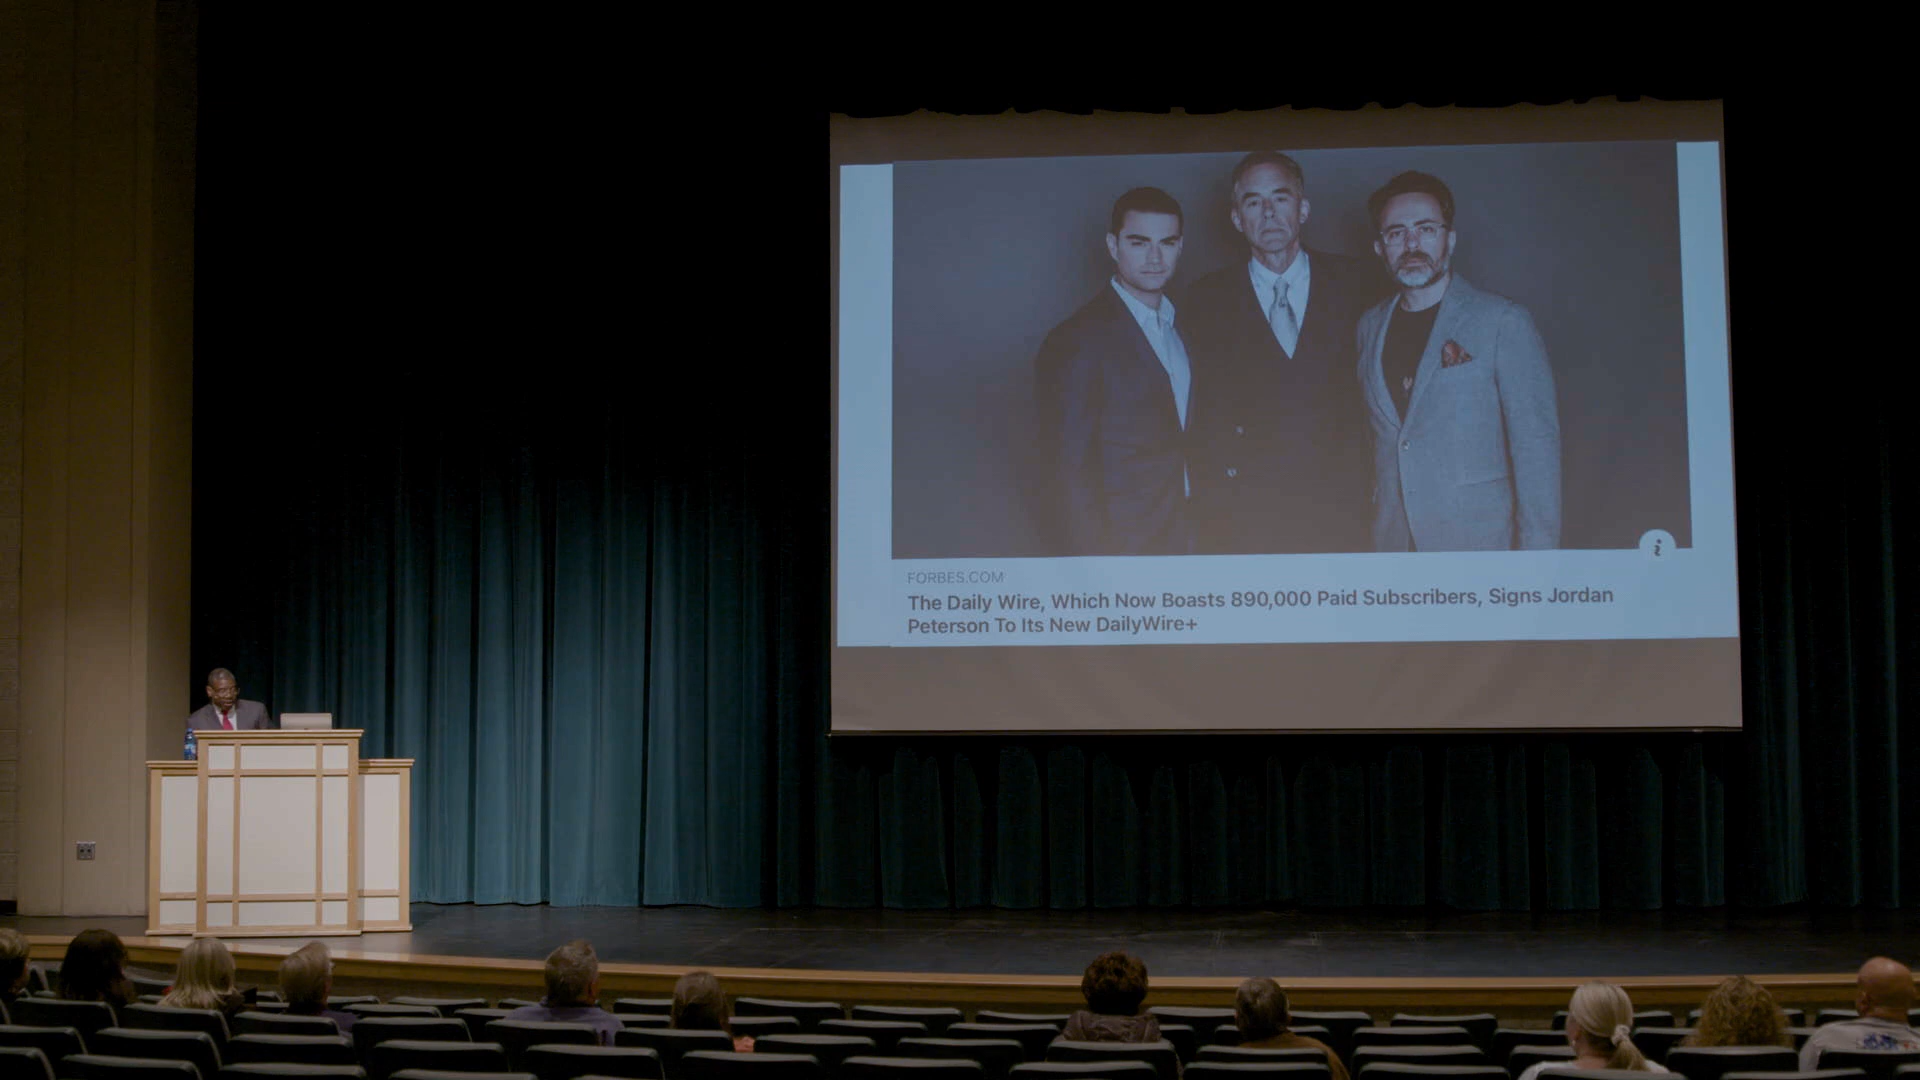 FORBES.COM
The Daily Wire, Which Now Boasts 890,000 Paid Subscribers, Signs Jordan
Peterson To Its New DailyWire+